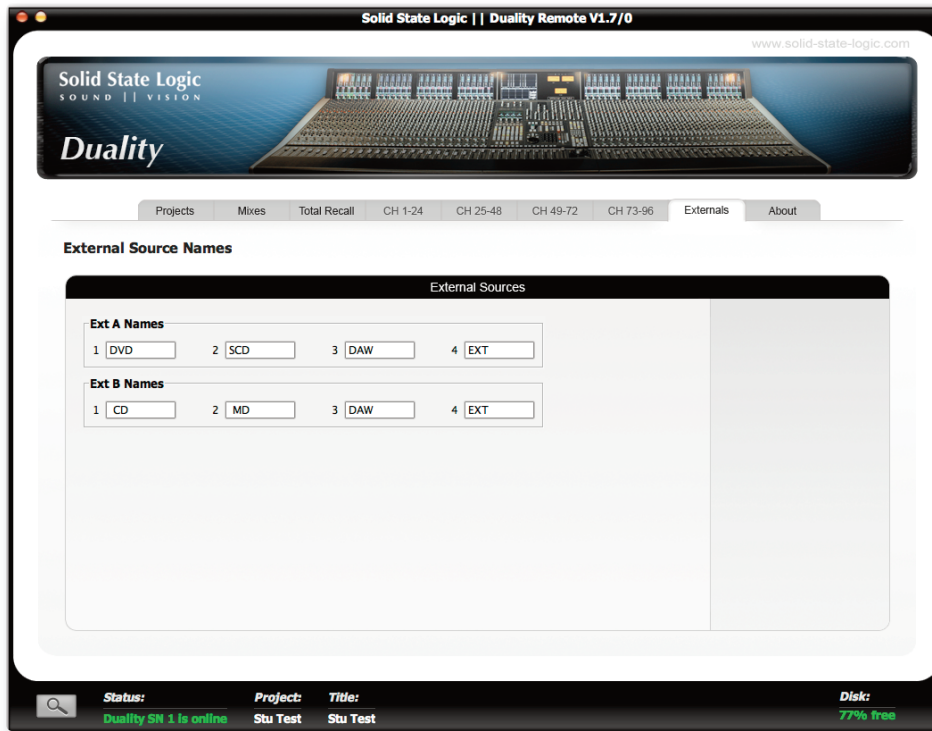 Solid State Logic || Duality Remote V1.7/0
www.solid-state-logic.com
Solid State Logic
SOUND || VISION
Duality
Projects Mixes Total Recall CH 1-24 CH 25-48 CH 49-72 CH 73-96 Externals About
External Source Names
External Sources
Ext A Names
1 DVD 2 SCD 3 DAW 4 EXT
Ext B Names
1 CD 2 MD 3 DAW 4 EXT
Status: Project: Title: Disk:
Duality SN 1 is online Stu Test Stu Test 77% free